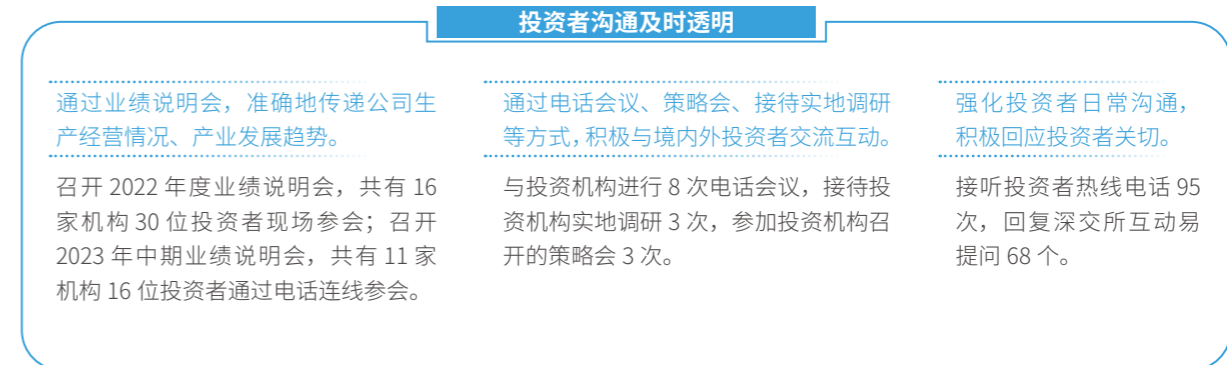 投资者沟通及时透明
通过业绩说明会，准确地传递公司生
产经营情况、产业发展趋势。
召开 2022 年度业绩说明会，共有 16
家机构 30 位投资者现场参会；召开
2023 年中期业绩说明会，共有 11 家
机构 16 位投资者通过电话连线参会。
通过电话会议、策略会、接待实地调研
等方式，积极与境内外投资者交流互动。
与投资机构进行 8 次电话会议，接待投
资机构实地调研 3 次，参加投资机构召
开的策略会 3 次。
强化投资者日常沟通，
积极回应投资者关切。
接听投资者热线电话 95
次，回复深交所互动易
提问 68 个。